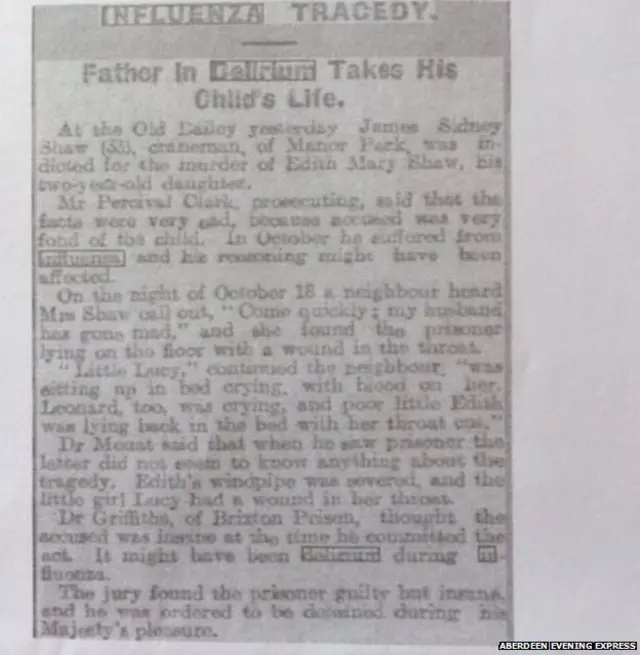 INFLUENZA TRAGEDY.
Father in Delirium Takes His
Child's Life.
At the Old Bailey yesterday James Sidney
Shaw (53), craneman, of Manor Park, was in-
dicted for the murder of Edith Mary Shaw, his
two-year-old daughter.
Mr Percival Clark, prosecuting, said that the
facts were very sad, because accused was very
fond of the child. In October he suffered from
influenza and his reasoning might have been
affected.
On the night of October 18 a neighbour heard
Mrs Shaw call out, "Come quickly; my husband
has gone mad," and she found the prisoner
lying on the floor with a wound in the throat.
"Little Lucy," continued the neighbour, "was
sitting up in bed crying, with blood on her.
Leonard, too, was crying, and poor little Edith
was lying back in the bed with her throat cut."
Dr Mouat said that when he saw prisoner the
latter did not seem to know anything about the
tragedy. Edith's windpipe was severed, and the
little girl Lucy had a wound in her throat.
Dr Griffiths, of Brixton Prison, thought the
accused was insane at the time he committed the
act. It might have been delirium during in-
fluenza.
The jury found the prisoner guilty but insane,
and he was ordered to be detained during his
Majesty's pleasure.
ABERDEEN EVENING EXPRESS